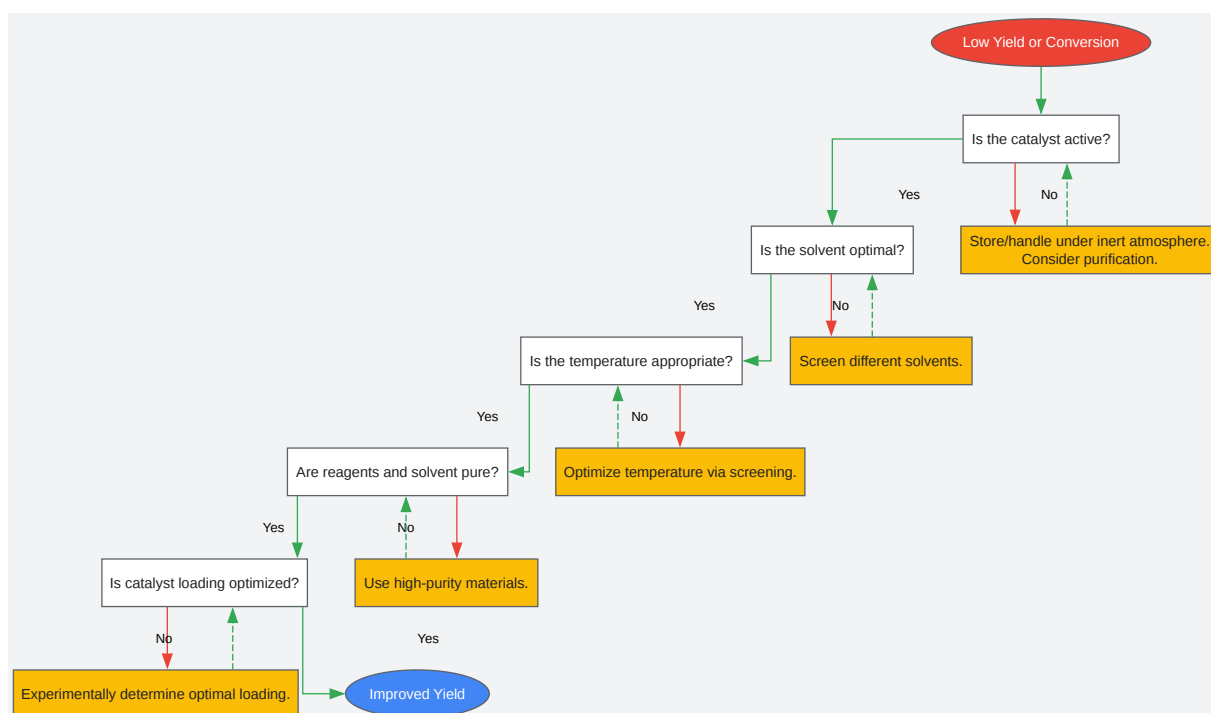 Low Yield or Conversion
Is the catalyst active?
Yes
No
Is the solvent optimal?
Store/handle under inert atmosphere.
Consider purification.
Yes
No
Is the temperature appropriate?
Screen different solvents.
Yes
No
Are reagents and solvent pure?
Optimize temperature via screening.
Yes
No
Is catalyst loading optimized?
Use high-purity materials.
No
Yes
Experimentally determine optimal loading.
Improved Yield